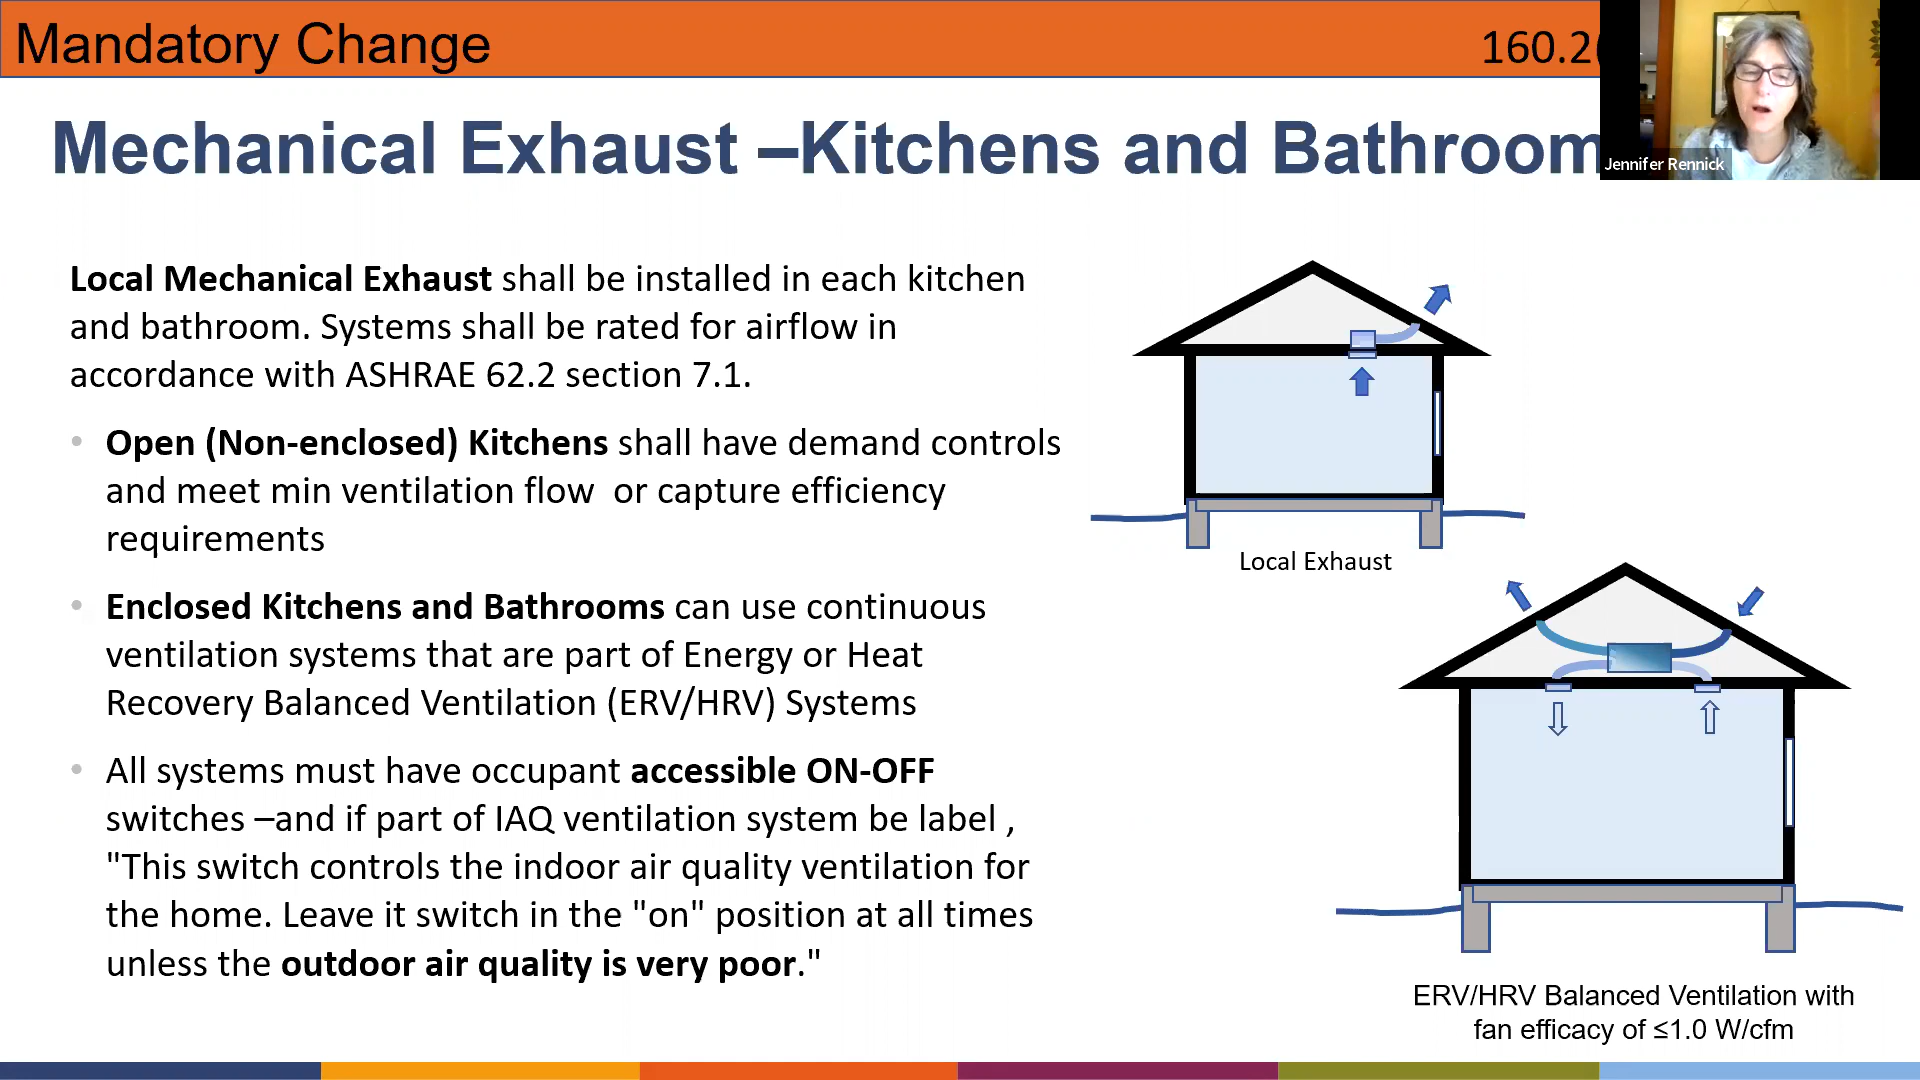 Mandatory Change
160.2(
Mechanical Exhaust –Kitchens and Bathroom
Jennifer Rennick
Local Mechanical Exhaust shall be installed in each kitchen
and bathroom. Systems shall be rated for airflow in
accordance with ASHRAE 62.2 section 7.1.
• Open (Non-enclosed) Kitchens shall have demand controls
and meet min ventilation flow  or capture efficiency
requirements
• Enclosed Kitchens and Bathrooms can use continuous
ventilation systems that are part of Energy or Heat
Recovery Balanced Ventilation (ERV/HRV) Systems
• All systems must have occupant accessible ON-OFF
switches –and if part of IAQ ventilation system be label ,
"This switch controls the indoor air quality ventilation for
the home. Leave it switch in the "on" position at all times
unless the outdoor air quality is very poor."
Local Exhaust
ERV/HRV Balanced Ventilation with
fan efficacy of ≤1.0 W/cfm